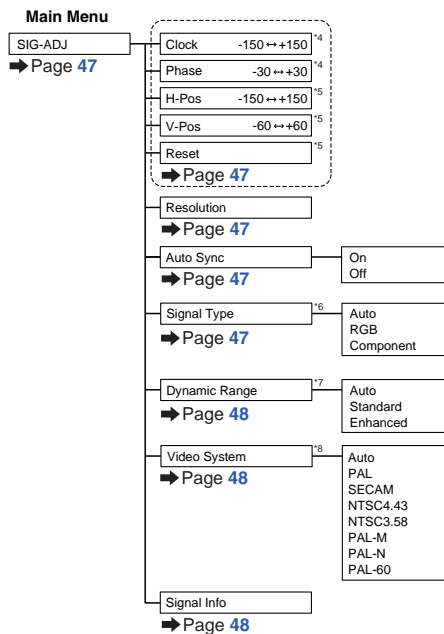 Main Menu
SIG-ADJ
➡Page 47
Clock -150↔+150 *4
Phase -30↔+30 *4
H-Pos -150↔+150 *5
V-Pos -60↔+60 *5
Reset *5
➡Page 47
Resolution
➡Page 47
Auto Sync
➡Page 47
On
Off
Signal Type *6
➡Page 47
Auto
RGB
Component
Dynamic Range *7
➡Page 48
Auto
Standard
Enhanced
Video System *8
➡Page 48
Auto
PAL
SECAM
NTSC4.43
NTSC3.58
PAL-M
PAL-N
PAL-60
Signal Info
➡Page 48